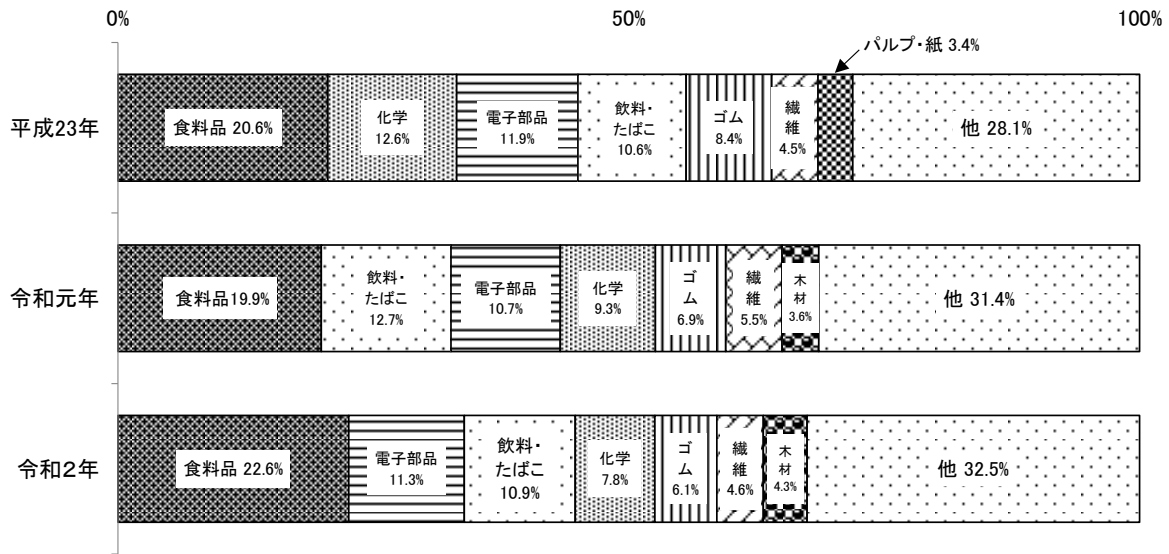 0%
50%
100%
パルプ・紙 3.4%
平成23年
食料品 20.6%
化学
12.6%
電子部品
11.9%
飲料・
たばこ
10.6%
ゴム
8.4%
繊
維
4.5%
他 28.1%
令和元年
食料品19.9%
飲料・
たばこ
12.7%
電子部品
10.7%
化学
9.3%
ゴ
ム
6.9%
繊
維
5.5%
木
材
3.6%
他 31.4%
令和2年
食料品 22.6%
電子部品
11.3%
飲料・
たばこ
10.9%
化学
7.8%
ゴ
ム
6.1%
繊
維
4.6%
木
材
4.3%
他 32.5%